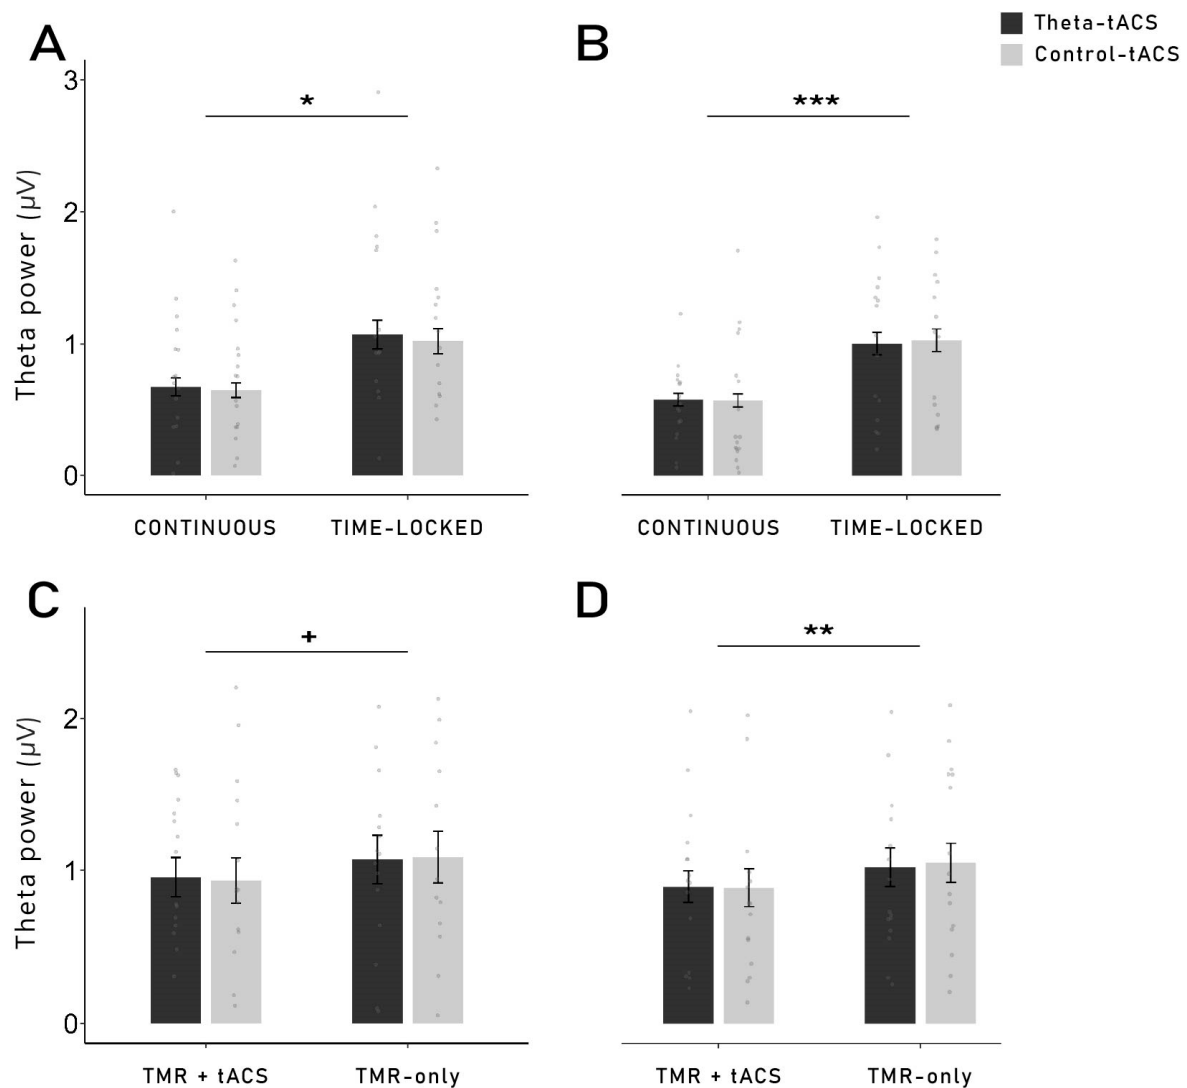 A
B
Theta-tACS
Control-tACS
Theta power (μV)
3
2
1
0
*
***
CONTINUOUS
TIME-LOCKED
CONTINUOUS
TIME-LOCKED
C
D
Theta power (μV)
2
1
0
+
**
TMR + tACS
TMR-only
TMR + tACS
TMR-only